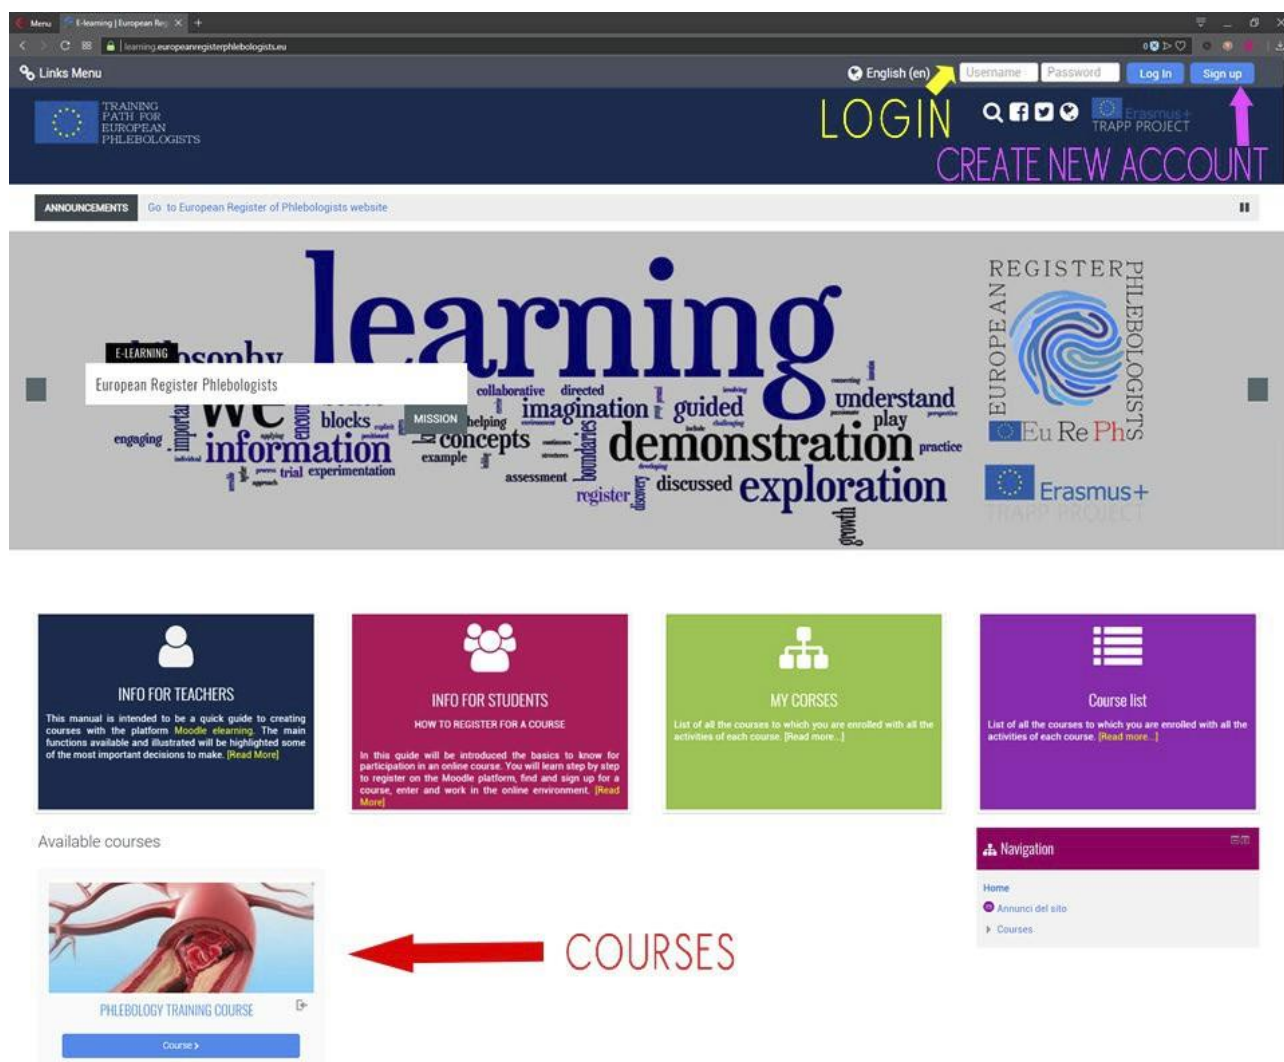 Menu
E-learning | European Reg
learning.europeanregisterphlebologists.eu
Links Menu
English (en)
Username
Password
Log In
Sign up
TRAINING
PATH FOR
EUROPEAN
PHLEBOLOGISTS
LOGIN
Erasmus+
TRAPP PROJECT
CREATE NEW ACCOUNT
ANNOUNCEMENTS
Go to European Register of Phlebologists website
learning
E-LEARNING
European Register Phlebologists
MISSION
we
collaborative
directed
imagination
guided
understand
play
blocks
helping
concepts
example
engaging
information
trial
experimentation
assessment
boundaries
demonstration
practice
register
discovery
discussed
exploration
growth
EUROPEAN
REGISTER
PHLEBOLOGISTS
Eu Re Phs
Erasmus+
TRAPP PROJECT
INFO FOR TEACHERS
This manual is intended to be a quick guide to creating
courses with the platform Moodle elearning. The main
functions available and illustrated will be highlighted some
of the most important decisions to make. [Read More]
INFO FOR STUDENTS
HOW TO REGISTER FOR A COURSE
In this guide will be introduced the basics to know for
participation in an online course. You will learn step by step
to register on the Moodle platform, find and sign up for a
course, enter and work in the online environment. [Read
More]
MY CORSES
List of all the courses to which you are enrolled with all the
activities of each course. [Read more...]
Course list
List of all the courses to which you are enrolled with all the
activities of each course. [Read more...]
Available courses
Navigation
Home
Annunci del sito
Courses
COURSES
PHLEBOLOGY TRAINING COURSE
Course >